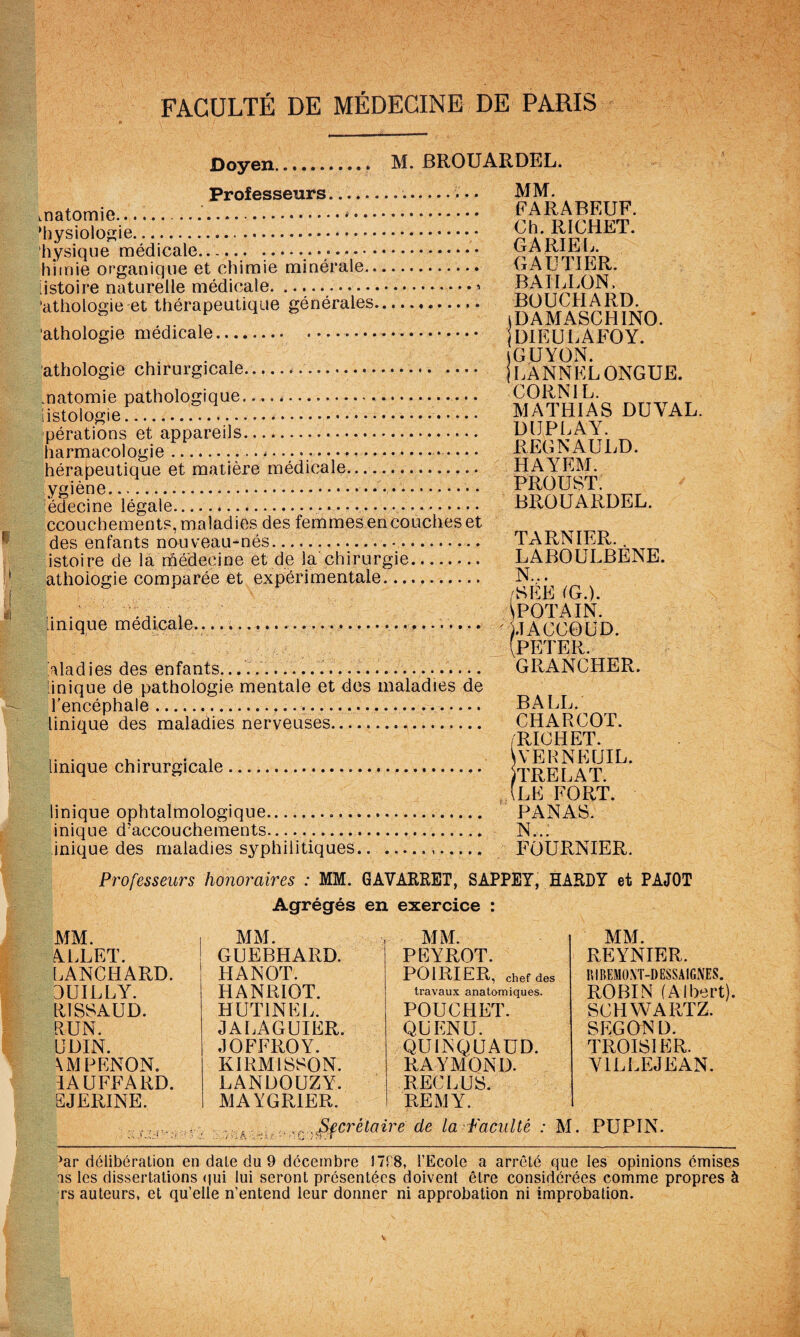 FACULTÉ DE MÉDECINE DE PARIS
Doyen........... M. BROUARDEL.
Professeurs.................. MM.
natomie.................. FARABEUF.
hysiologie.................. Ch. RICHET.
hysique médicale.................. GARIEL.
himie organique et chimie minérale.............. GAUTIER.
istoire naturelle médicale.................. BAILLON.
athologie et thérapeutique générales............ BOUCHARD.
athologie médicale.................. DAMASCHINO.
DIEULAFOY.
athologie chirurgicale.................. GUYON.
LANNELONGUE.
natomie pathologique.................. CORNIL.
istologie.................. MATHIAS DUVAL.
pérations et appareils.................. DUPLAY.
harmacologie.................. REGNAULD.
hérapeutique et matière médicale.................. HAYEM.
ygiène.................. PROUST.
édecine légale.................. BROUARDEL.
ccouchements, maladies des femmes en couches et
des enfants nouveau-nés.................. TARNIER.
istoire de la médecine et de la chirurgie........ LABOULBÈNE.
athologie comparée et expérimentale........... N...
SÉE (G.).
inique médicale.................. POTAIN.
JACCOUD.
PETER.
aladies des enfants.................. GRANCHER.
inique de pathologie mentale et des maladies de
l'encéphale.................. BALL.
linique des maladies nerveuses.................. CHARCOT.
RICHET.
linique chirurgicale.................. VERNEUIL.
TRELAT.
LE FORT.
linique ophtalmologique.................. PANAS.
inique d'accouchements.................. N...
inique des maladies syphilitiques............. FOURNIER.
Professeurs honoraires : MM. GAVARRET, SAPPEY, HARDY et PAJOT
Agrégés en exercice :
MM. MM. MM. MM.
ALLET. GUEBHARD. PEYROT. REYNIER.
LANCHARD. HANOT. POIRIER, chef des RIBEMONT-DESSAIGNES.
OUILLY. HANRIOT. travaux anatomiques. ROBIN (Albert).
RISSAUD. HUTINEL. POUCHET. SCHWARTZ.
RUN. JALAGUIER. QUENU. SEGOND.
UDIN. JOFFROY. QUINQUAUD. TROISIER.
AMPENON. KIRMISSON. RAYMOND. VILLEJEAN.
HAUFFARD. LANDOUZY. RECLUS.
EJERINE. MAYGRIER. REMY.
Secrétaire de la Faculté : M. PUPIN.
Par délibération en date du 9 décembre 1798, l'Ecole a arrêté que les opinions émises
ns les dissertations qui lui seront présentées doivent être considérées comme propres à
rs auteurs, et qu'elle n'entend leur donner ni approbation ni improbation.